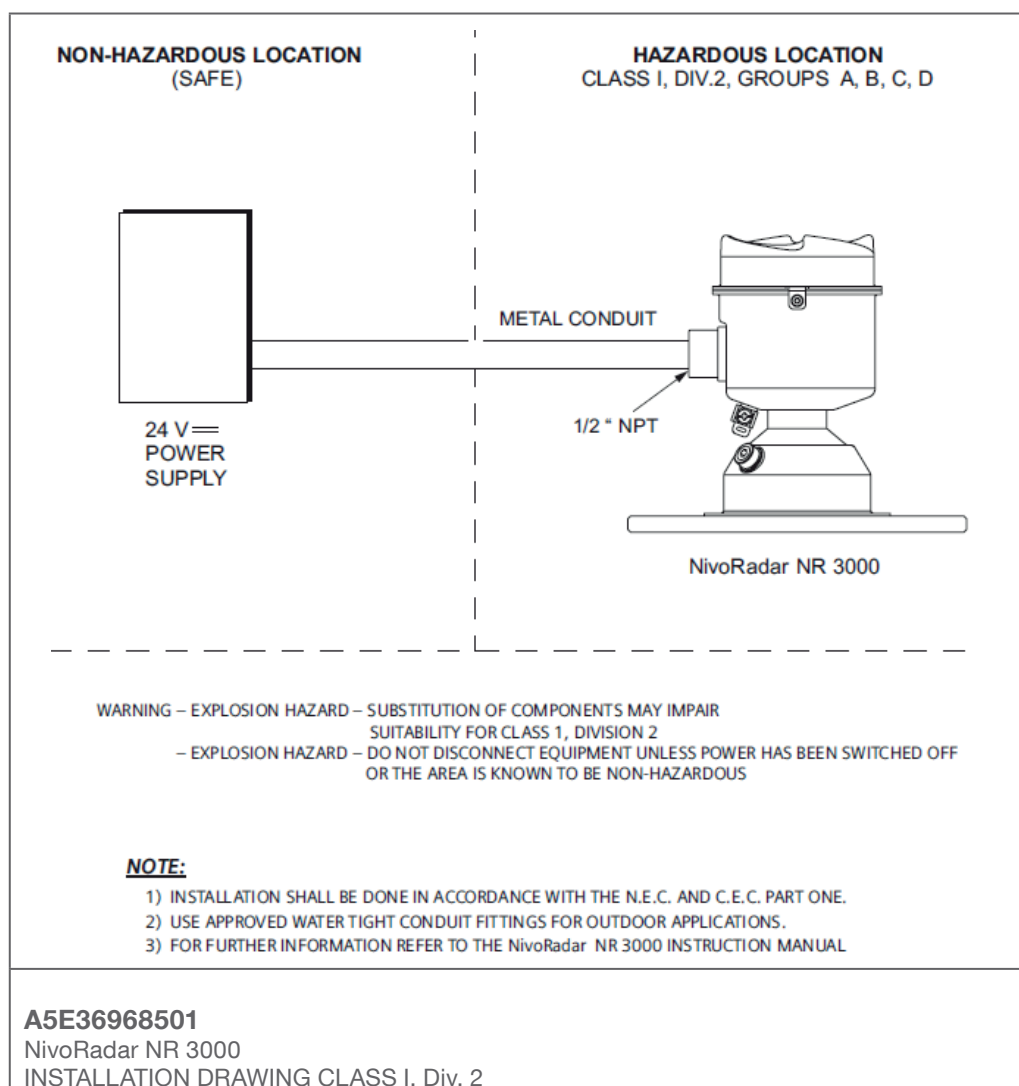 NON-HAZARDOUS LOCATION
(SAFE)
HAZARDOUS LOCATION
CLASS I, DIV.2, GROUPS A, B, C, D
METAL CONDUIT
1/2 “ NPT
24 V
POWER
SUPPLY
NivoRadar NR 3000
WARNING – EXPLOSION HAZARD – SUBSTITUTION OF COMPONENTS MAY IMPAIR
SUITABILITY FOR CLASS 1, DIVISION 2
– EXPLOSION HAZARD – DO NOT DISCONNECT EQUIPMENT UNLESS POWER HAS BEEN SWITCHED OFF
OR THE AREA IS KNOWN TO BE NON-HAZARDOUS
NOTE:
1) INSTALLATION SHALL BE DONE IN ACCORDANCE WITH THE N.E.C. AND C.E.C. PART ONE.
2) USE APPROVED WATER TIGHT CONDUIT FITTINGS FOR OUTDOOR APPLICATIONS.
3) FOR FURTHER INFORMATION REFER TO THE NivoRadar NR 3000 INSTRUCTION MANUAL
A5E36968501
NivoRadar NR 3000
INSTALLATION DRAWING CLASS I, Div. 2